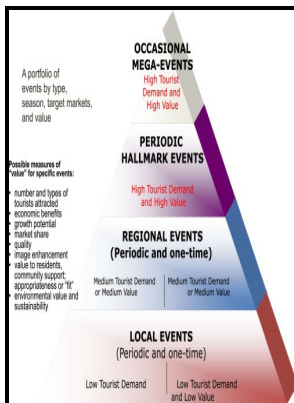 A portfolio of
events by type,
season, target markets,
and value
OCCASIONAL
MEGA-EVENTS
High Tourist
Demand and
High Value
PERIODIC
HALLMARK EVENTS
High Tourist Demand
and High Value
Possible measures of
"value" for specific events:
• number and types of
tourists attracted
• economic benefits
• growth potential
• market share
• quality
• image enhancement
• value to residents,
community support;
appropriateness or "fit"
• environmental value and
sustainability
REGIONAL EVENTS
(Periodic and one-time)
Medium Tourist Demand
or Medium Value
Medium Tourist Demand
or Medium Value
LOCAL EVENTS
(Periodic and one-time)
Low Tourist Demand
Low Tourist Demand
and Low Value